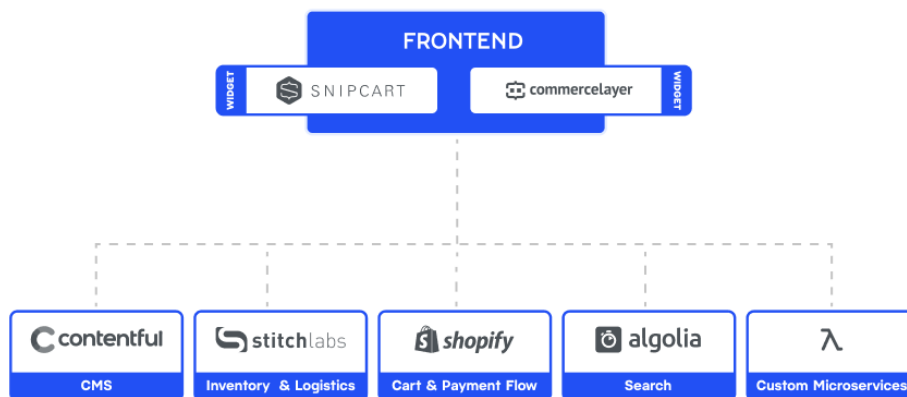 FRONTEND
WIDGET
SNIPCART
commercelayer
WIDGET
contentful
stitchlabs
shopify
algolia
λ
CMS
Inventory & Logistics
Cart & Payment Flow
Search
Custom Microservices